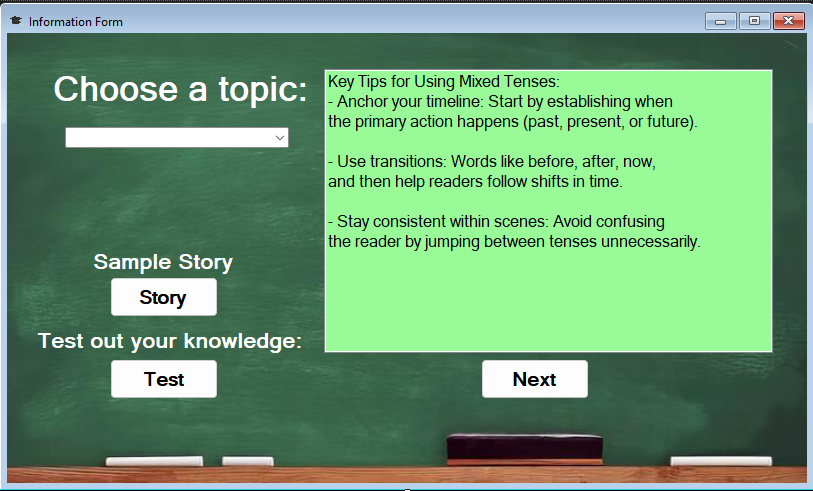 Information Form
Choose a topic:
Key Tips for Using Mixed Tenses:
- Anchor your timeline: Start by establishing when
the primary action happens (past, present, or future).
- Use transitions: Words like before, after, now,
and then help readers follow shifts in time.
- Stay consistent within scenes: Avoid confusing
the reader by jumping between tenses unnecessarily.
Sample Story
Story
Test out your knowledge:
Test
Next